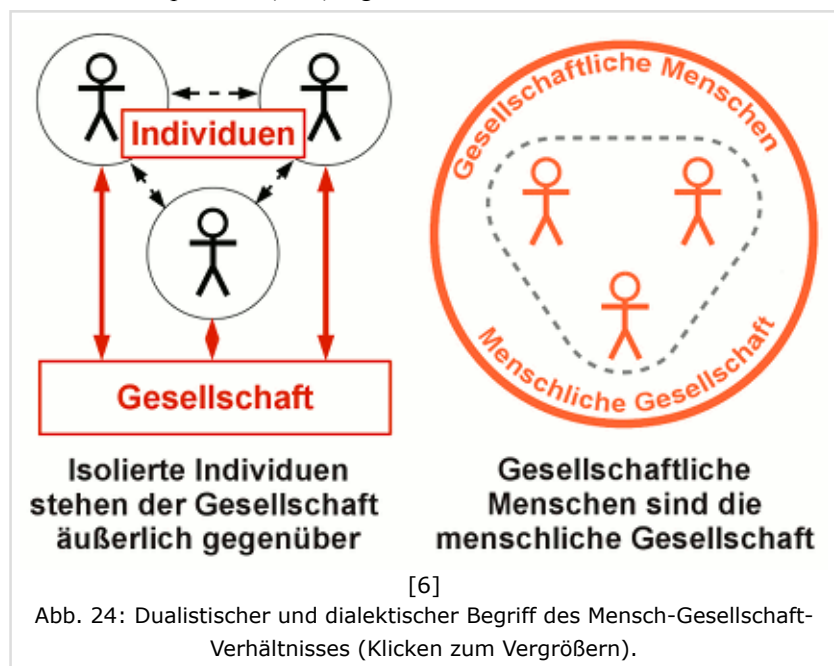 Individuen
Gesellschaft
Isolierte Individuen
stehen der Gesellschaft
äußerlich gegenüber
Gesellschaftliche Menschen
Menschliche Gesellschaft
Gesellschaftliche
Menschen sind die
menschliche Gesellschaft
[6]
Abb. 24: Dualistischer und dialektischer Begriff des Mensch-Gesellschaft-
Verhältnisses (Klicken zum Vergrößern).